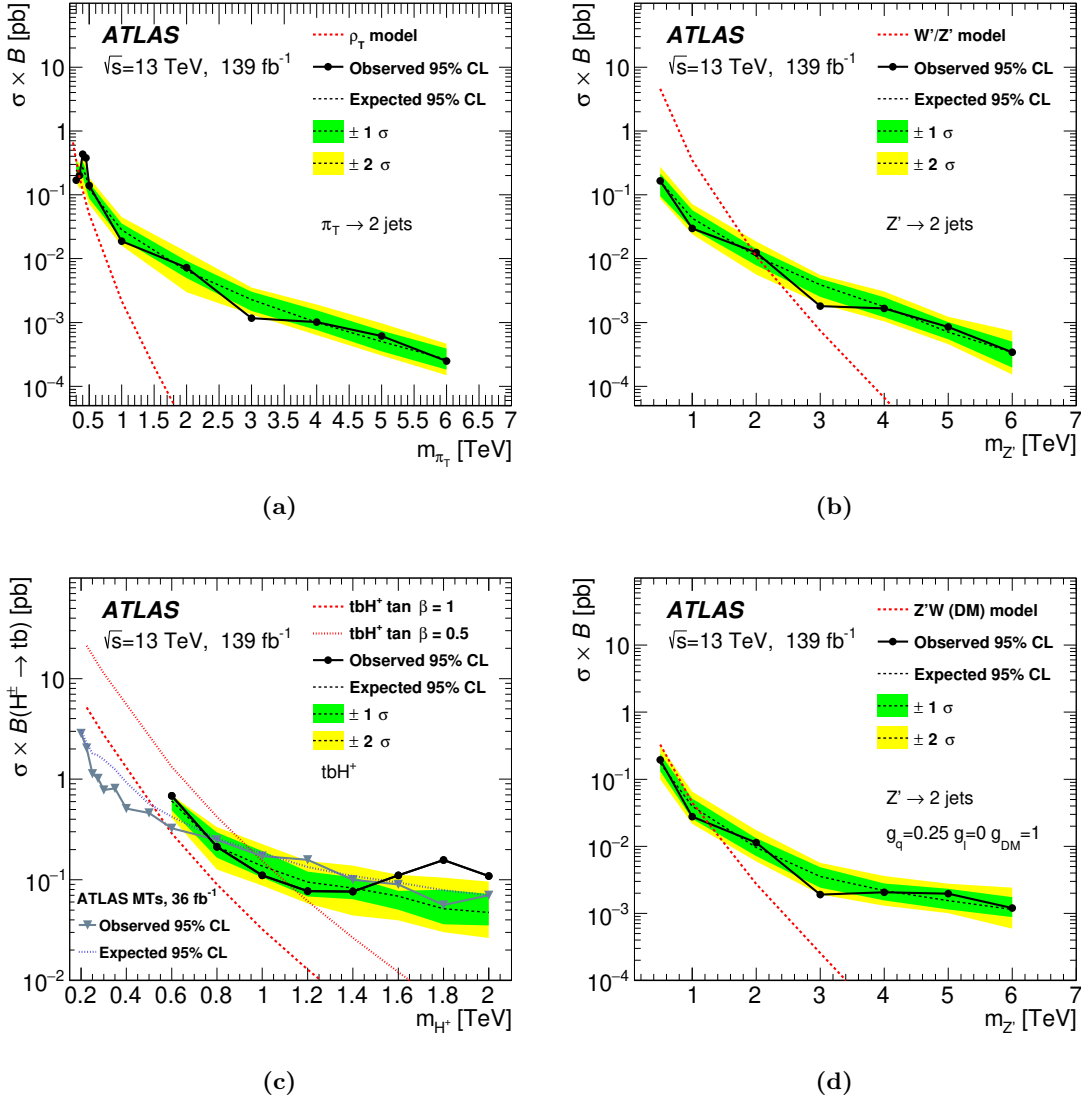 σ × B [pb]
ATLAS
√s=13 TeV, 139 fb⁻¹
ρ_T model
Observed 95% CL
Expected 95% CL
± 1 σ
± 2 σ
π_T → 2 jets
10
1
10⁻¹
10⁻²
10⁻³
10⁻⁴
0.5 1 1.5 2 2.5 3 3.5 4 4.5 5 5.5 6 6.5 7
m_π_T [TeV]
(a)
σ × B [pb]
ATLAS
√s=13 TeV, 139 fb⁻¹
W'/Z' model
Observed 95% CL
Expected 95% CL
± 1 σ
± 2 σ
Z' → 2 jets
10
1
10⁻¹
10⁻²
10⁻³
10⁻⁴
1 2 3 4 5 6 7
m_Z' [TeV]
(b)
σ × B(H^± → tb) [pb]
ATLAS
√s=13 TeV, 139 fb⁻¹
tbH⁺ tan β = 1
tbH⁺ tan β = 0.5
Observed 95% CL
Expected 95% CL
± 1 σ
± 2 σ
tbH⁺
ATLAS MTs, 36 fb⁻¹
Observed 95% CL
Expected 95% CL
10
1
10⁻¹
10⁻²
0.2 0.4 0.6 0.8 1 1.2 1.4 1.6 1.8 2
m_H⁺ [TeV]
(c)
σ × B [pb]
ATLAS
√s=13 TeV, 139 fb⁻¹
Z'W (DM) model
Observed 95% CL
Expected 95% CL
± 1 σ
± 2 σ
Z' → 2 jets
g_q=0.25 g_l=0 g_DM=1
10
1
10⁻¹
10⁻²
10⁻³
10⁻⁴
1 2 3 4 5 6 7
m_Z' [TeV]
(d)